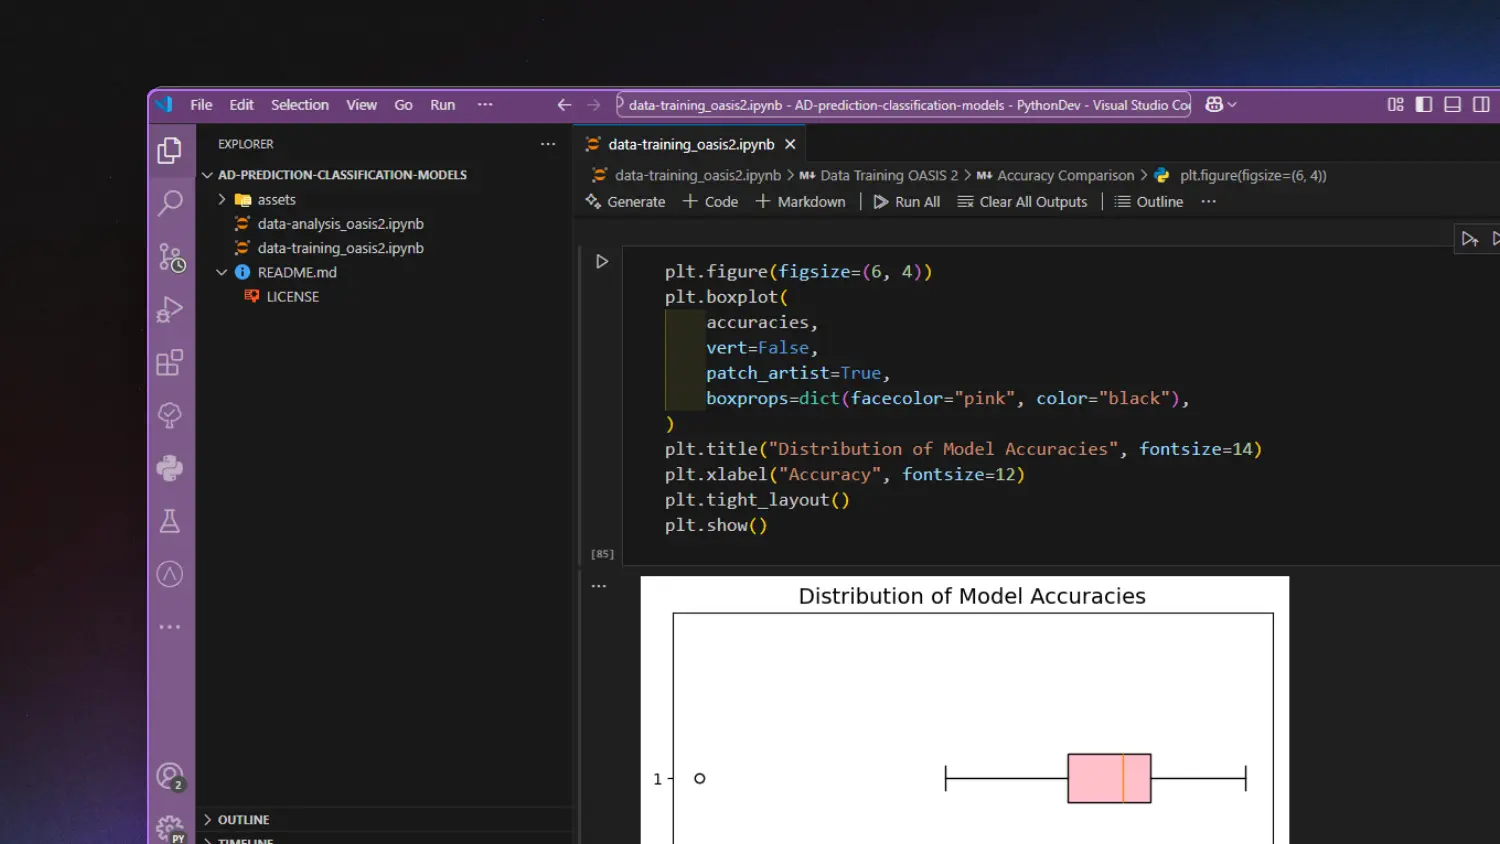 File Edit Selection View Go Run ··· data-training_oasis2.ipynb - AD-prediction-classification-models - PythonDev - Visual Studio
EXPLORER ···
data-training_oasis2.ipynb
AD-PREDICTION-CLASSIFICATION-MODELS
data-training_oasis2.ipynb > M↓ Data Training OASIS 2 > M↓ Accuracy Comparison > plt.figure(figsize=(6, 4))
assets
Generate + Code + Markdown Run All Clear All Outputs Outline ···
data-analysis_oasis2.ipynb
data-training_oasis2.ipynb
README.md
LICENSE
plt.figure(figsize=(6, 4))
plt.boxplot(
accuracies,
vert=False,
patch_artist=True,
boxprops=dict(facecolor="pink", color="black"),
)
plt.title("Distribution of Model Accuracies", fontsize=14)
plt.xlabel("Accuracy", fontsize=12)
plt.tight_layout()
plt.show()
[85]
Distribution of Model Accuracies
1
2
OUTLINE
PY
TIMELINE